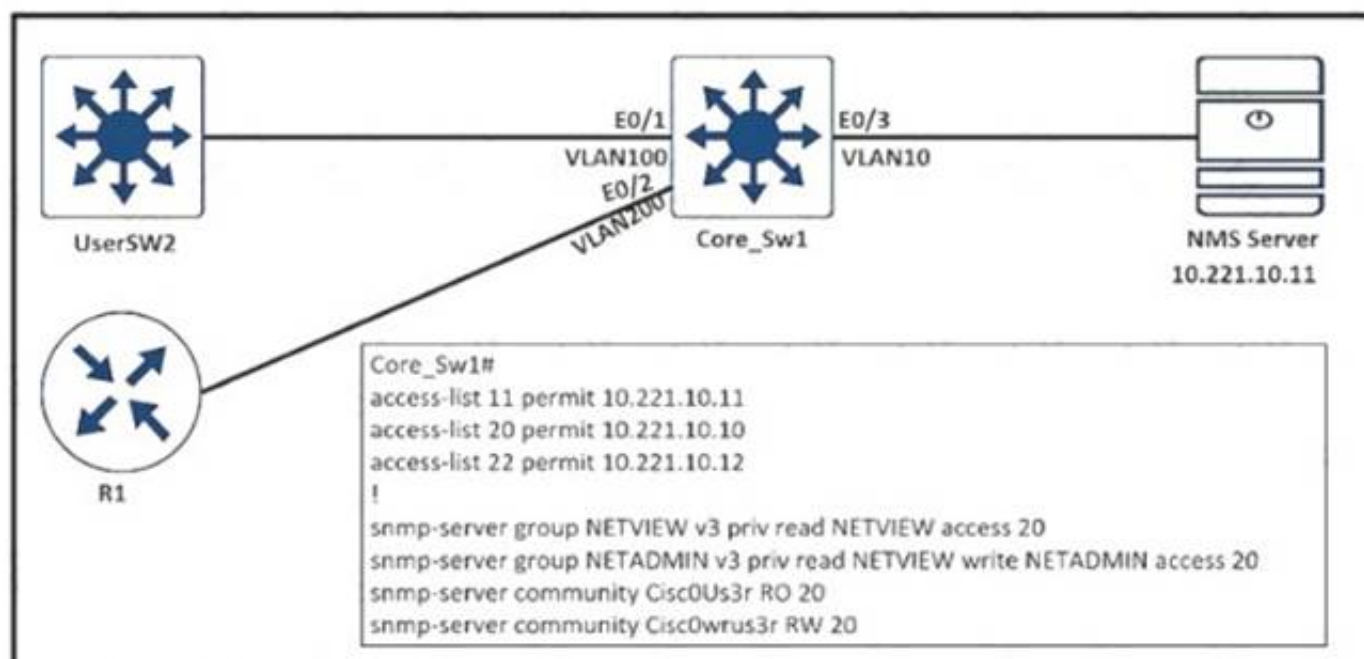 E0/1
E0/3
VLAN100
VLAN10
E0/2
VLAN200
UserSW2
Core_Sw1
NMS Server
10.221.10.11
R1
Core_Sw1#
access-list 11 permit 10.221.10.11
access-list 20 permit 10.221.10.10
access-list 22 permit 10.221.10.12
!
snmp-server group NETVIEW v3 priv read NETVIEW access 20
snmp-server group NETADMIN v3 priv read NETVIEW write NETADMIN access 20
snmp-server community Cisc0Us3r RO 20
snmp-server community Cisc0wrus3r RW 20